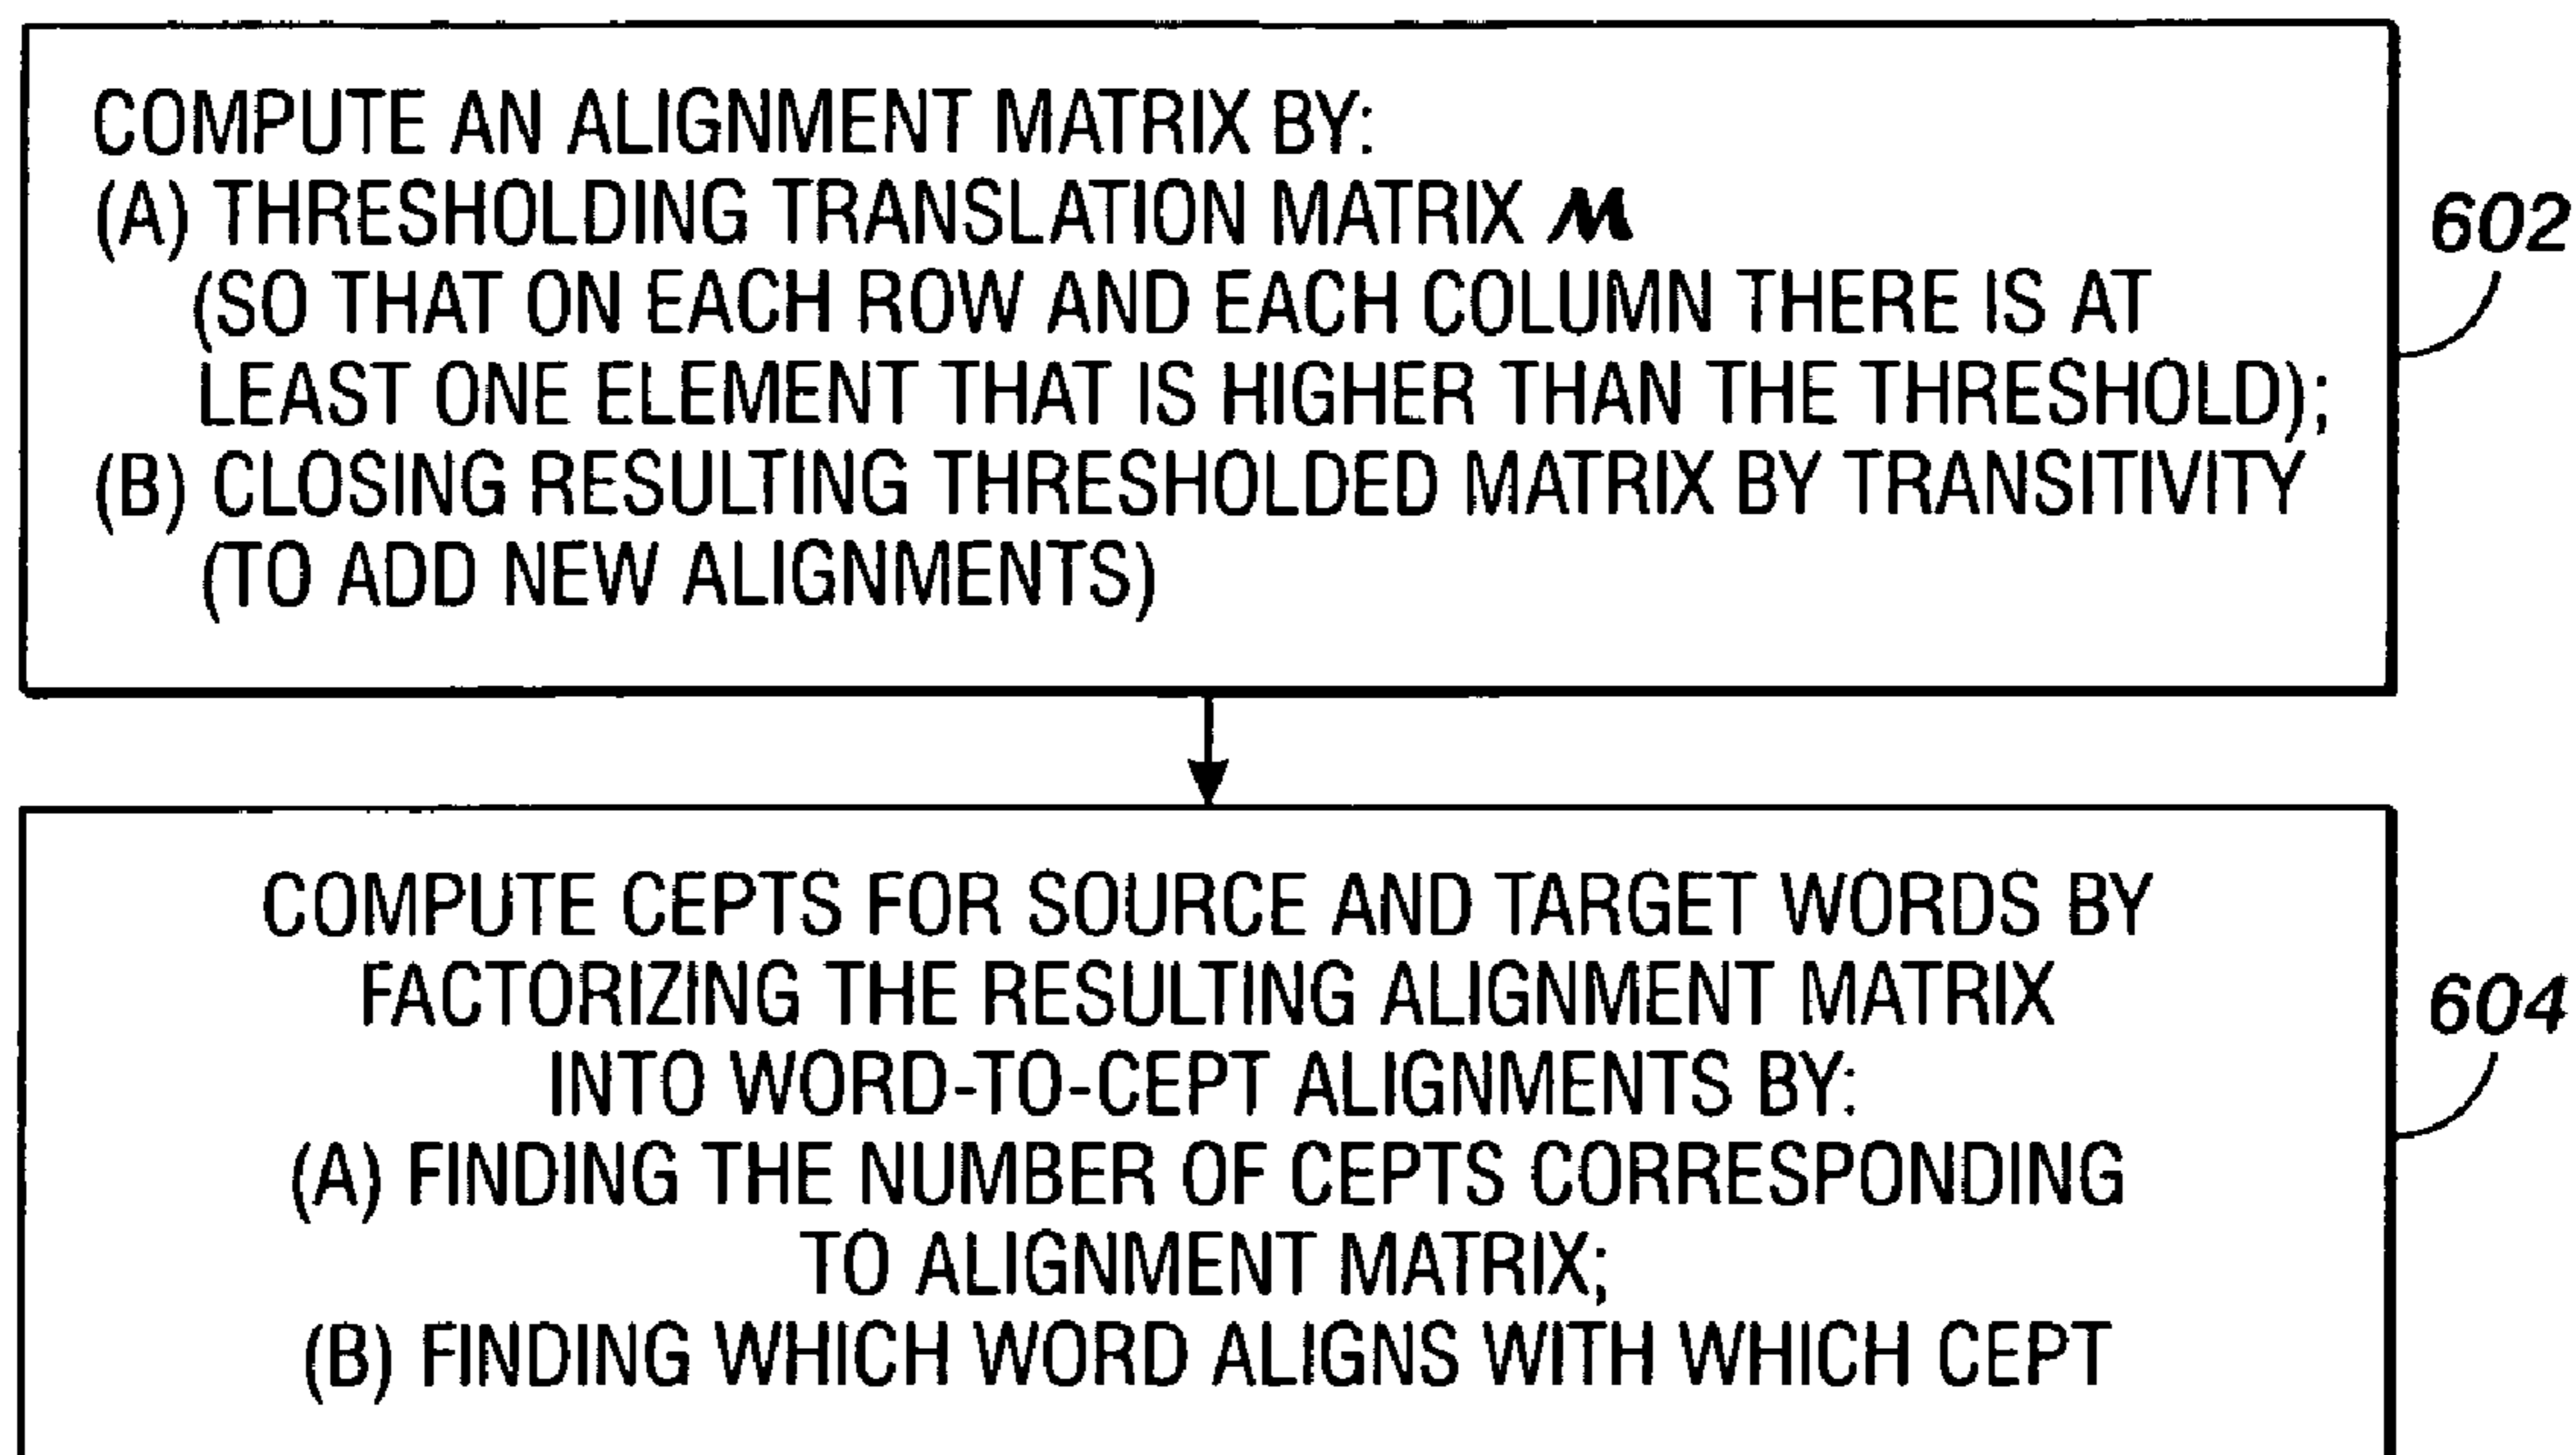 COMPUTE AN ALIGNMENT MATRIX BY:
(A) THRESHOLDING TRANSLATION MATRIX M
(SO THAT ON EACH ROW AND EACH COLUMN THERE IS AT
LEAST ONE ELEMENT THAT IS HIGHER THAN THE THRESHOLD);
(B) CLOSING RESULTING THRESHOLDED MATRIX BY TRANSITIVITY
(TO ADD NEW ALIGNMENTS)
602
COMPUTE CEPTS FOR SOURCE AND TARGET WORDS BY
FACTORIZING THE RESULTING ALIGNMENT MATRIX
INTO WORD-TO-CEPT ALIGNMENTS BY:
(A) FINDING THE NUMBER OF CEPTS CORRESPONDING
TO ALIGNMENT MATRIX;
(B) FINDING WHICH WORD ALIGNS WITH WHICH CEPT
604